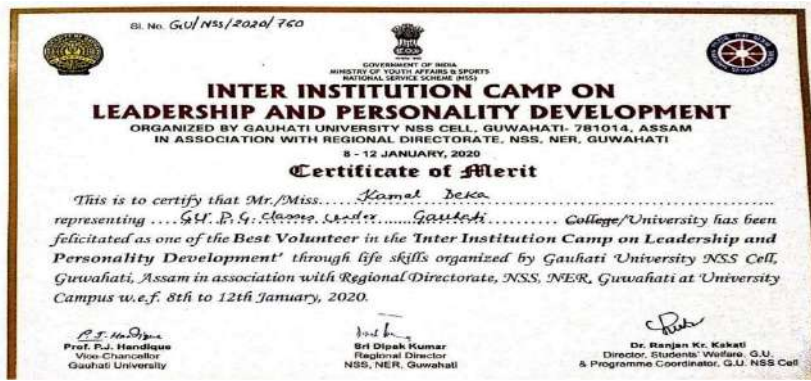 Sl. No. GU/NSS/2020/760
GOVERNMENT OF INDIA
MINISTRY OF YOUTH AFFAIRS & SPORTS
NATIONAL SERVICE SCHEME (NSS)
INTER INSTITUTION CAMP ON
LEADERSHIP AND PERSONALITY DEVELOPMENT
ORGANIZED BY GAUHATI UNIVERSITY NSS CELL, GUWAHATI- 781014, ASSAM
IN ASSOCIATION WITH REGIONAL DIRECTORATE, NSS, NER, GUWAHATI
8 - 12 JANUARY, 2020
Certificate of Merit
This is to certify that Mr./Miss. Kamal Deka
representing GU P.G. classes under Gauhati College/University has been
felicitated as one of the Best Volunteer in the 'Inter Institution Camp on Leadership and
Personality Development' through life skills organized by Gauhati University NSS Cell,
Guwahati, Assam in association with Regional Directorate, NSS, NER, Guwahati at University
Campus w.e.f. 8th to 12th January, 2020.
P. J. Handique
Prof. P.J. Handique
Vice-Chancellor
Gauhati University
Sri Dipak Kumar
Regional Director
NSS, NER, Guwahati
Dr. Ranjan Kr. Kakati
Director, Students' Welfare, G.U.
& Programme Coordinator, G.U. NSS Cell